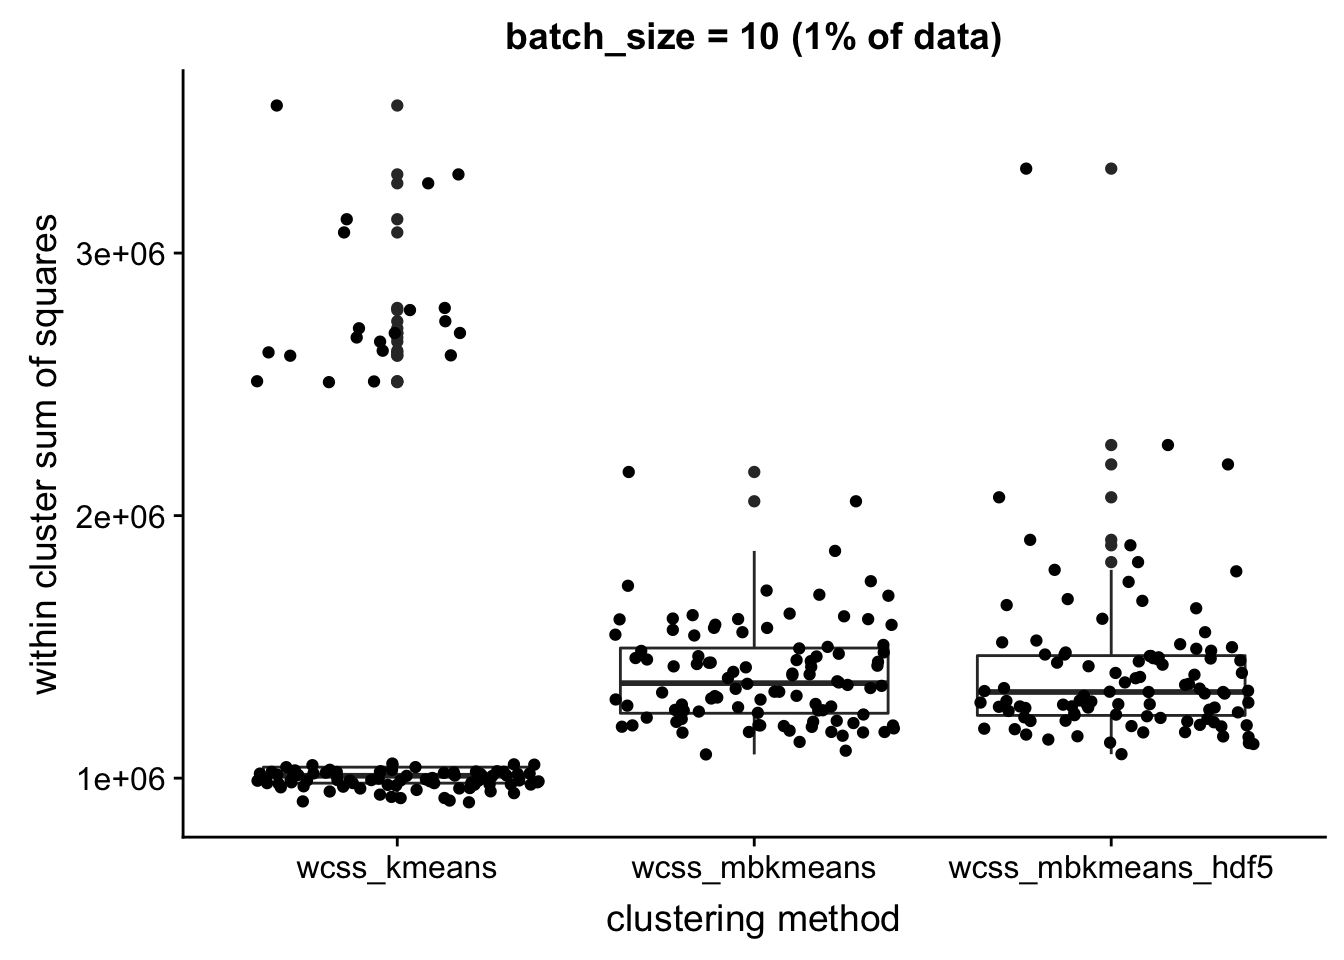 batch_size = 10 (1% of data)
within cluster sum of squares
3e+06
2e+06
1e+06
wcss_kmeans
wcss_mbkmeans
wcss_mbkmeans_hdf5
clustering method